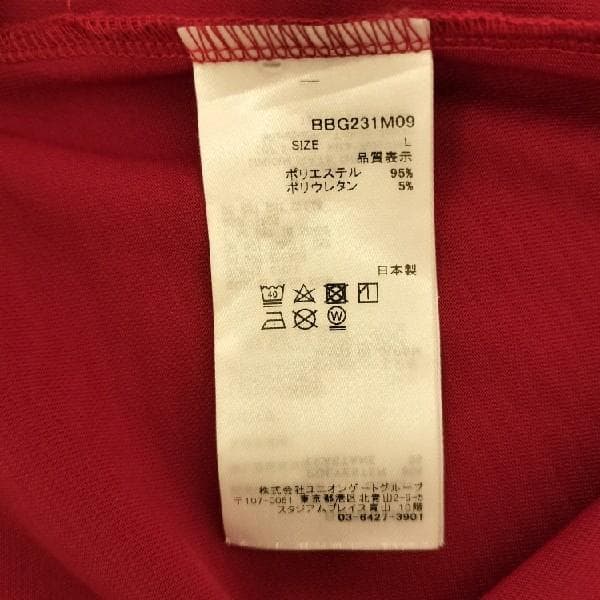 BBG231M09
SIZE L
品質表示
ポリエステル 95%
ポリウレタン 5%
日本製
40
W
株式会社ユニオンゲートグループ
〒107-0061 東京都港区北青山2-9-5
スタジアムプレイス青山 10階
03-6427-3901